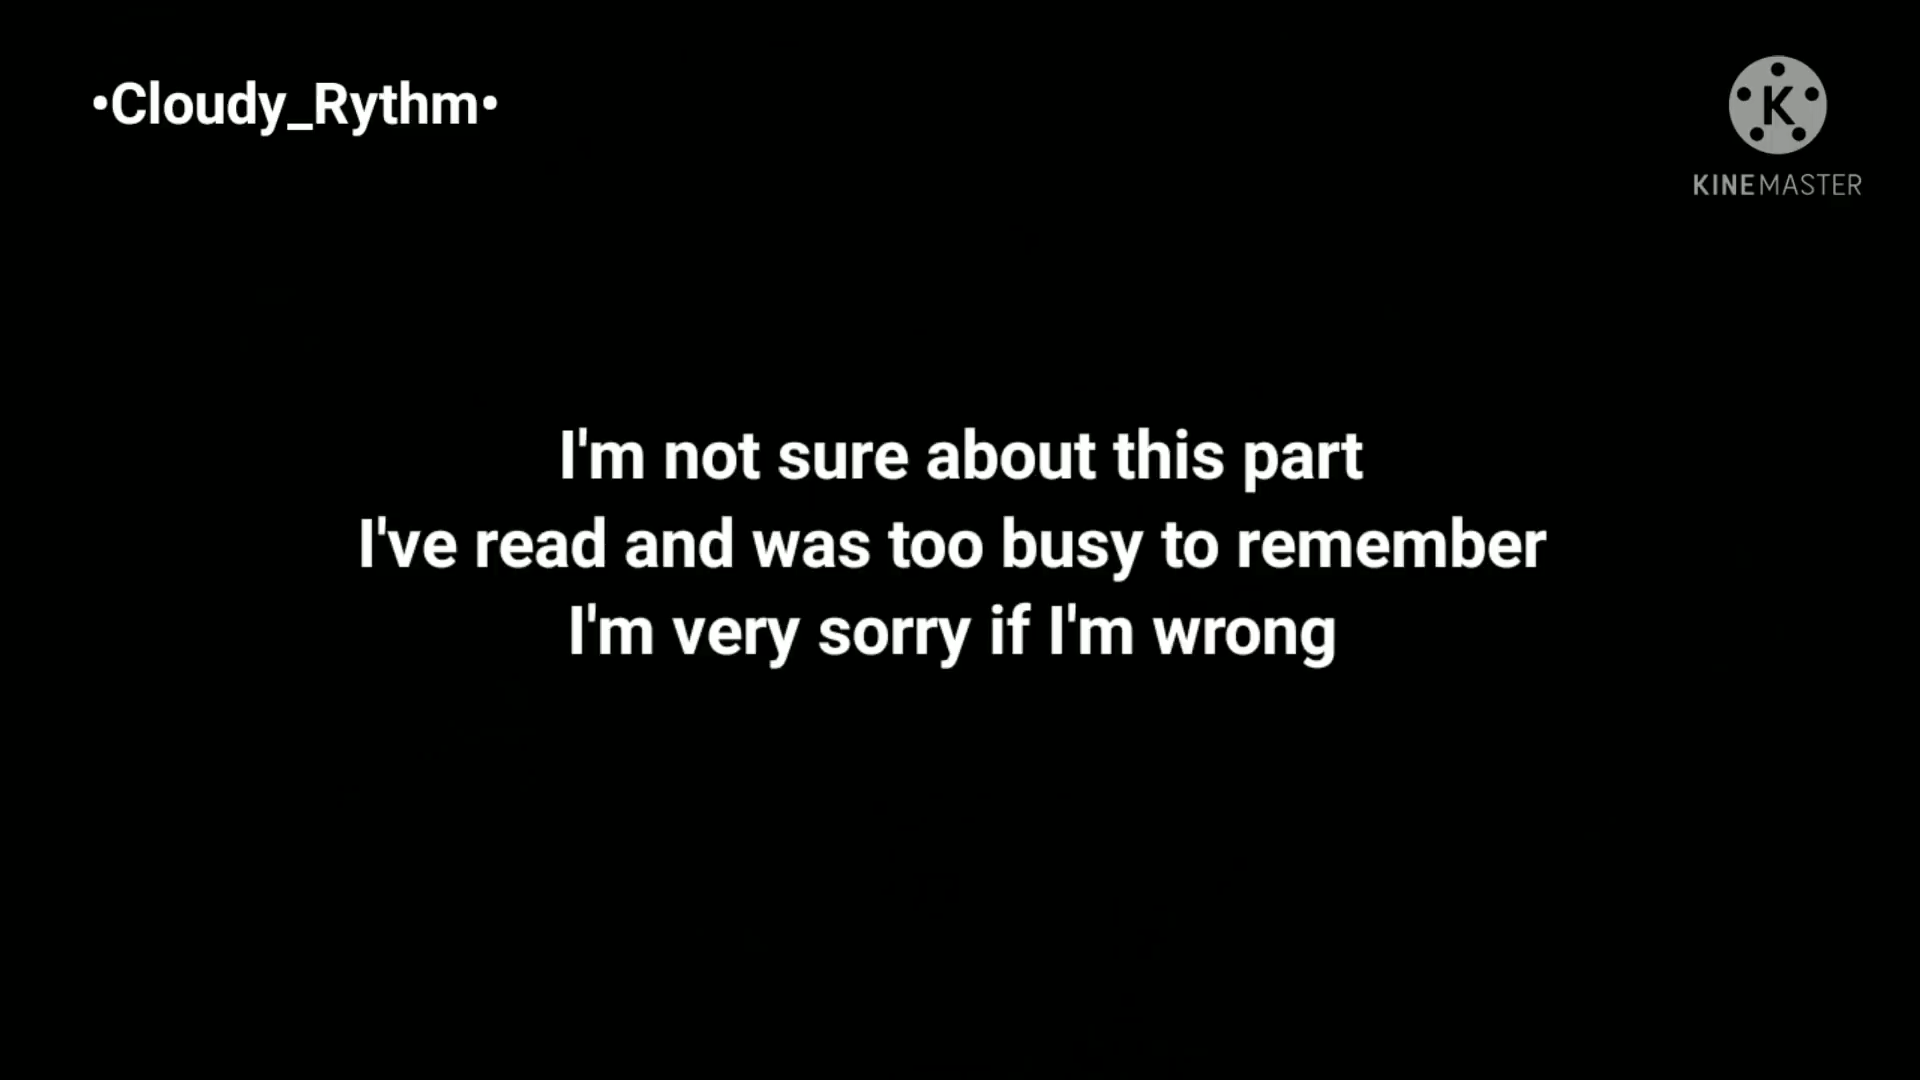 •Cloudy_Rythm•
K
KINEMASTER
I'm not sure about this part
I've read and was too busy to remember
I'm very sorry if I'm wrong